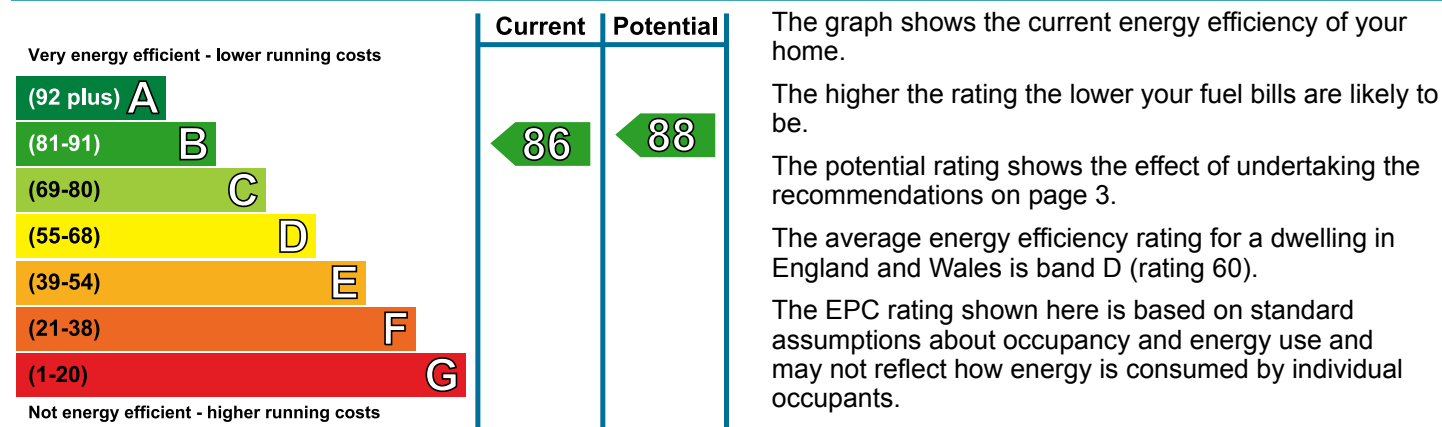 Current Potential
Very energy efficient - lower running costs
(92 plus) A
(81-91) B
86
88
(69-80) C
(55-68) D
(39-54) E
(21-38) F
(1-20) G
Not energy efficient - higher running costs
The graph shows the current energy efficiency of your
home.
The higher the rating the lower your fuel bills are likely to
be.
The potential rating shows the effect of undertaking the
recommendations on page 3.
The average energy efficiency rating for a dwelling in
England and Wales is band D (rating 60).
The EPC rating shown here is based on standard
assumptions about occupancy and energy use and
may not reflect how energy is consumed by individual
occupants.